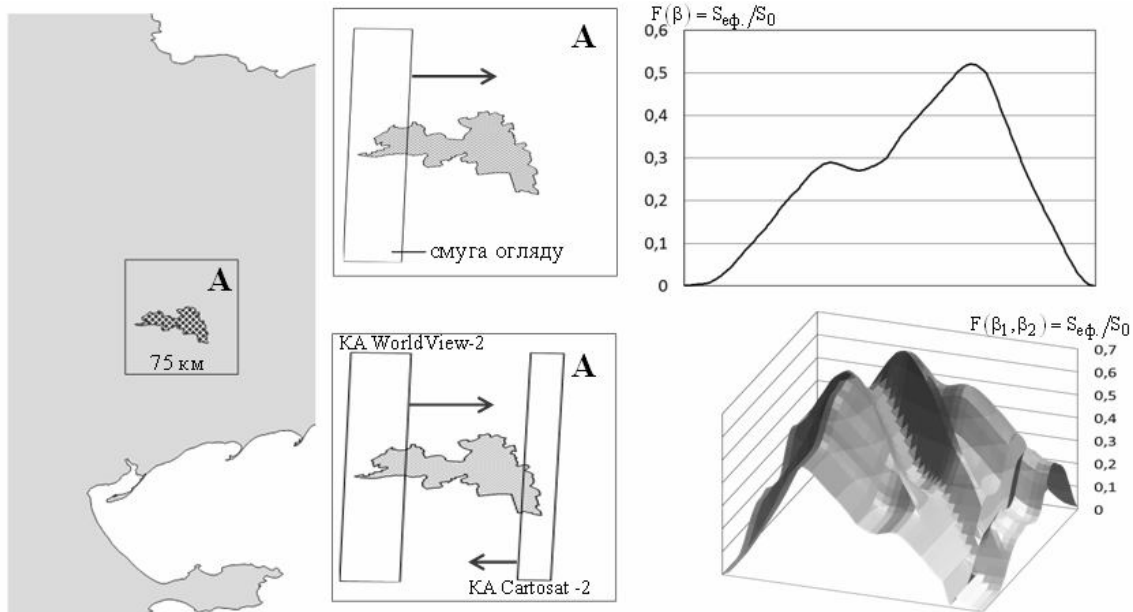 A
75 км
A
смуга огляду
КА WorldView-2
A
КА Cartosat -2
F(β) = Sеф./S0
0,6
0,5
0,4
0,3
0,2
0,1
0
F(β1,β2) = Sеф./S0
0,7
0,6
0,5
0,4
0,3
0,2
0,1
0